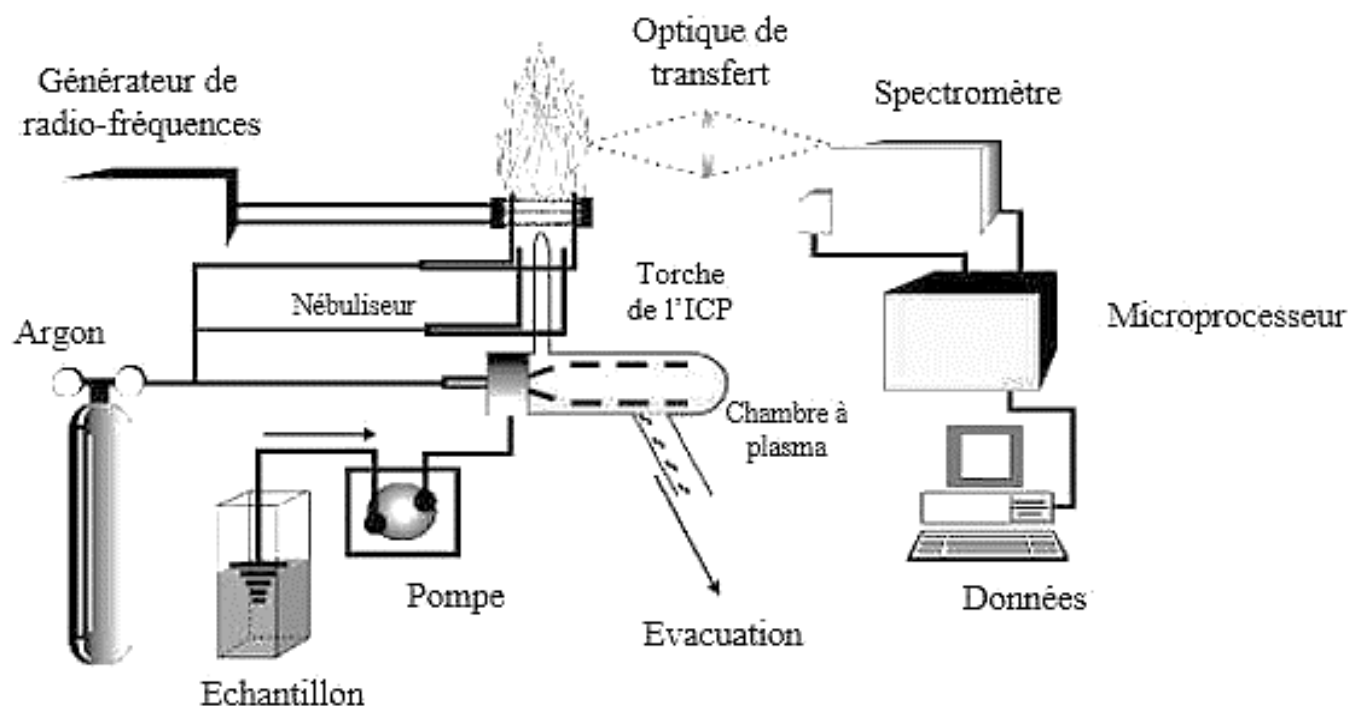 Optique de
transfert
Générateur de
radio-fréquences
Spectromètre
Torche
de l'ICP
Nébuliseur
Microprocesseur
Argon
Chambre à
plasma
Pompe
Données
Evacuation
Echantillon